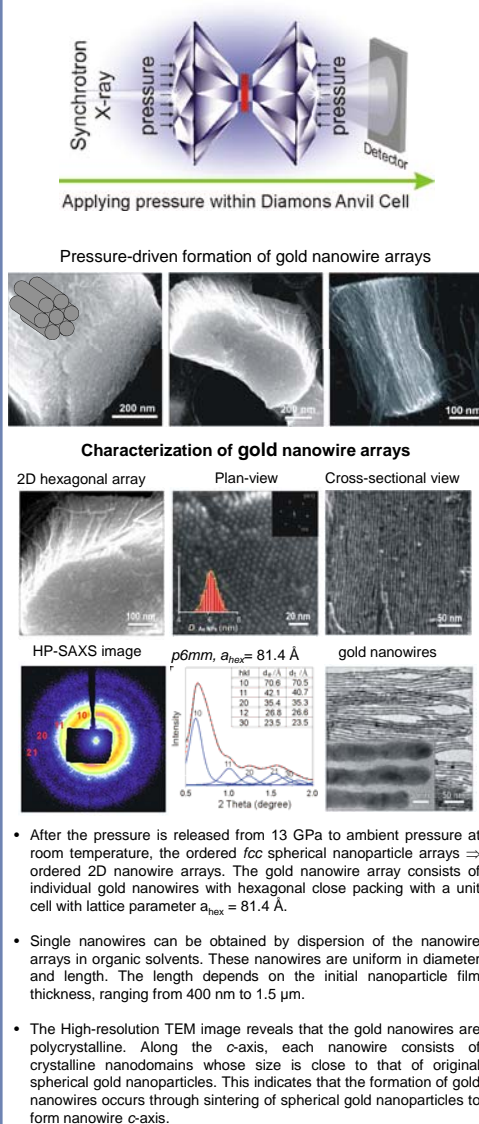 Synchrotron
X-ray
pressure
pressure
Detector
Applying pressure within Diamons Anvil Cell
Pressure-driven formation of gold nanowire arrays
200 nm
200 nm
100 nm
Characterization of gold nanowire arrays
2D hexagonal array
Plan-view
Cross-sectional view
100 nm
4 6 8
D Au NPs (nm)
20 nm
50 nm
HP-SAXS image
p6mm, a_hex= 81.4 Å
gold nanowires
10
11
20
21
Intensity
hkl do /Å dc /Å
10 70.6 70.5
11 42.1 40.7
20 35.4 35.3
12 26.8 26.6
30 23.5 23.5
10
11
20
21
30
0.5 1.0 1.5 2.0
2 Theta (degree)
50 nm
• After the pressure is released from 13 GPa to ambient pressure at
room temperature, the ordered fcc spherical nanoparticle arrays ⇒
ordered 2D nanowire arrays. The gold nanowire array consists of
individual gold nanowires with hexagonal close packing with a unit
cell with lattice parameter a_hex = 81.4 Å.
• Single nanowires can be obtained by dispersion of the nanowire
arrays in organic solvents. These nanowires are uniform in diameter
and length. The length depends on the initial nanoparticle film
thickness, ranging from 400 nm to 1.5 µm.
• The High-resolution TEM image reveals that the gold nanowires are
polycrystalline. Along the c-axis, each nanowire consists of
crystalline nanodomains whose size is close to that of original
spherical gold nanoparticles. This indicates that the formation of gold
nanowires occurs through sintering of spherical gold nanoparticles to
form nanowire c-axis.